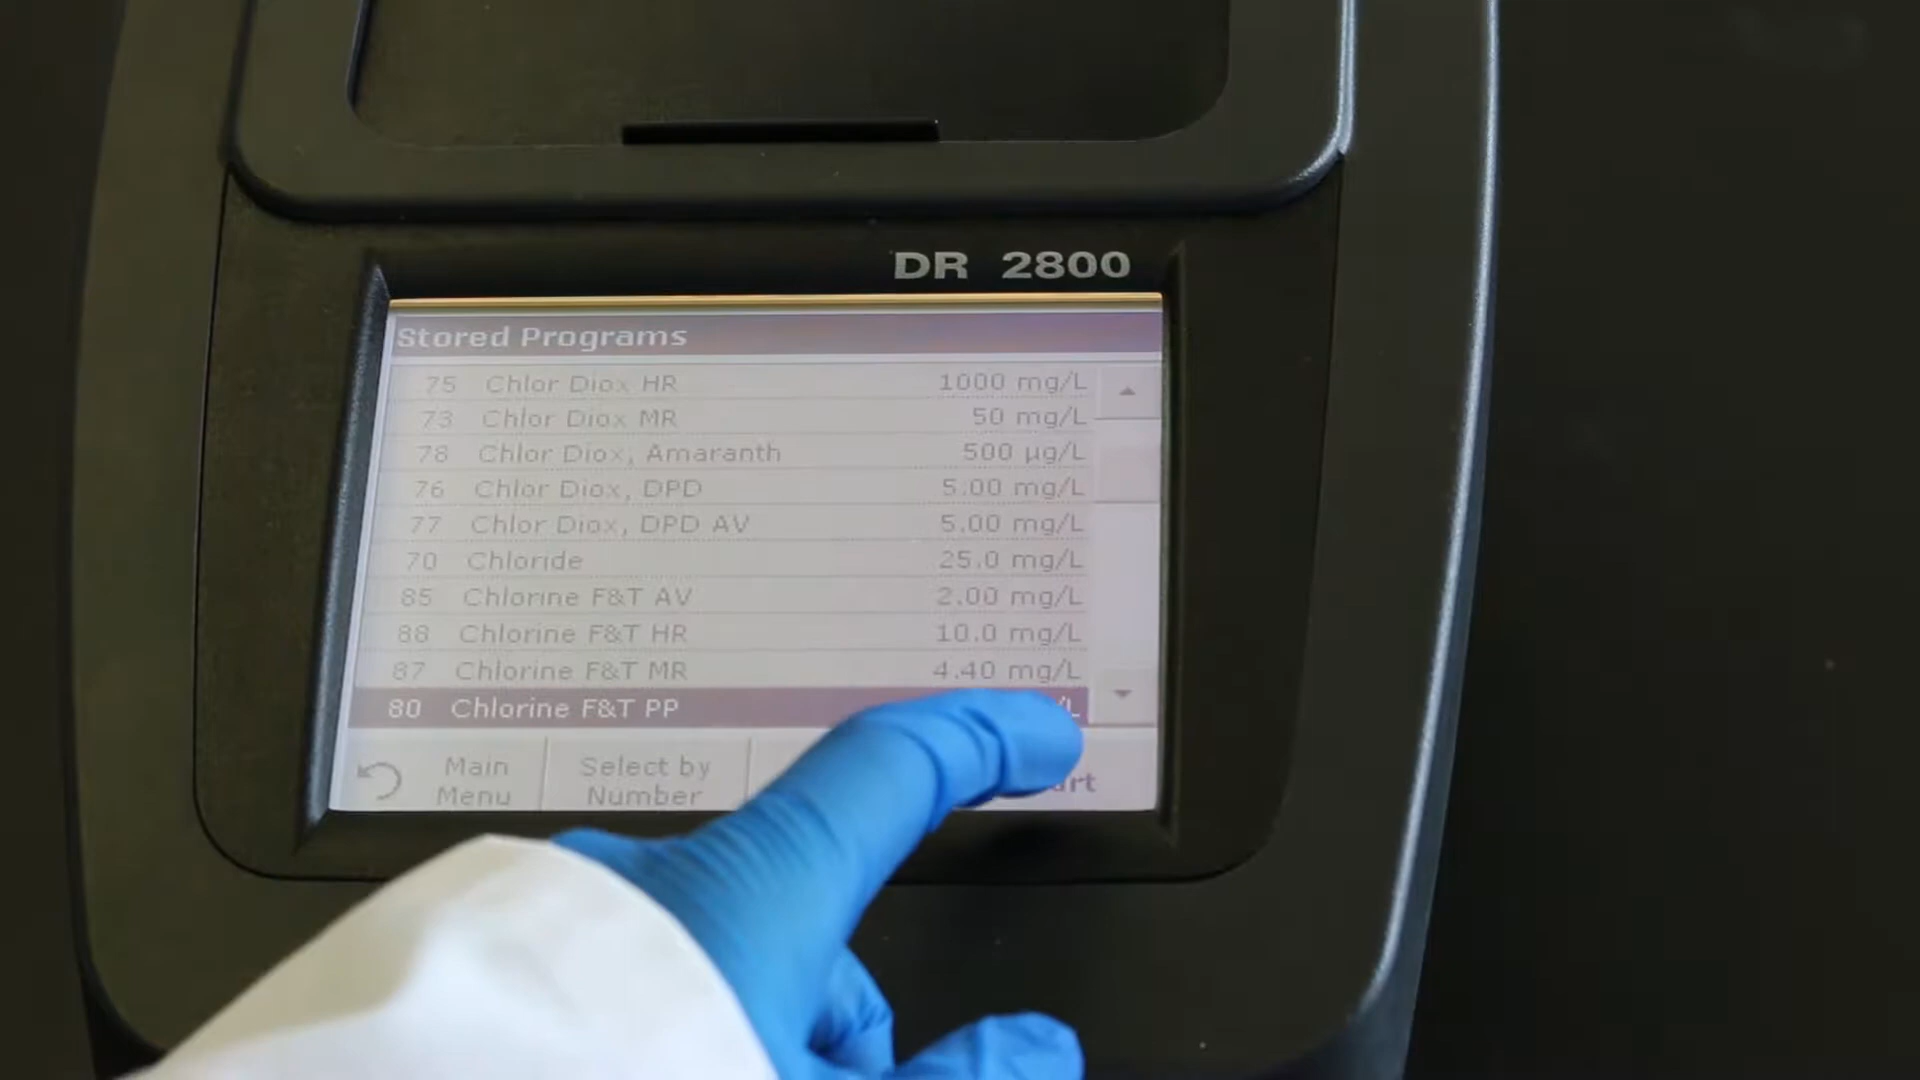 DR 2800
Stored Programs
75 Chlor Diox HR 1000 mg/L
73 Chlor Diox MR 50 mg/L
78 Chlor Diox, Amaranth 500 µg/L
76 Chlor Diox, DPD 5.00 mg/L
77 Chlor Diox, DPD AV 5.00 mg/L
70 Chloride 25.0 mg/L
85 Chlorine F&T AV 2.00 mg/L
88 Chlorine F&T HR 10.0 mg/L
87 Chlorine F&T MR 4.40 mg/L
80 Chlorine F&T PP
Main Menu
Select by Number